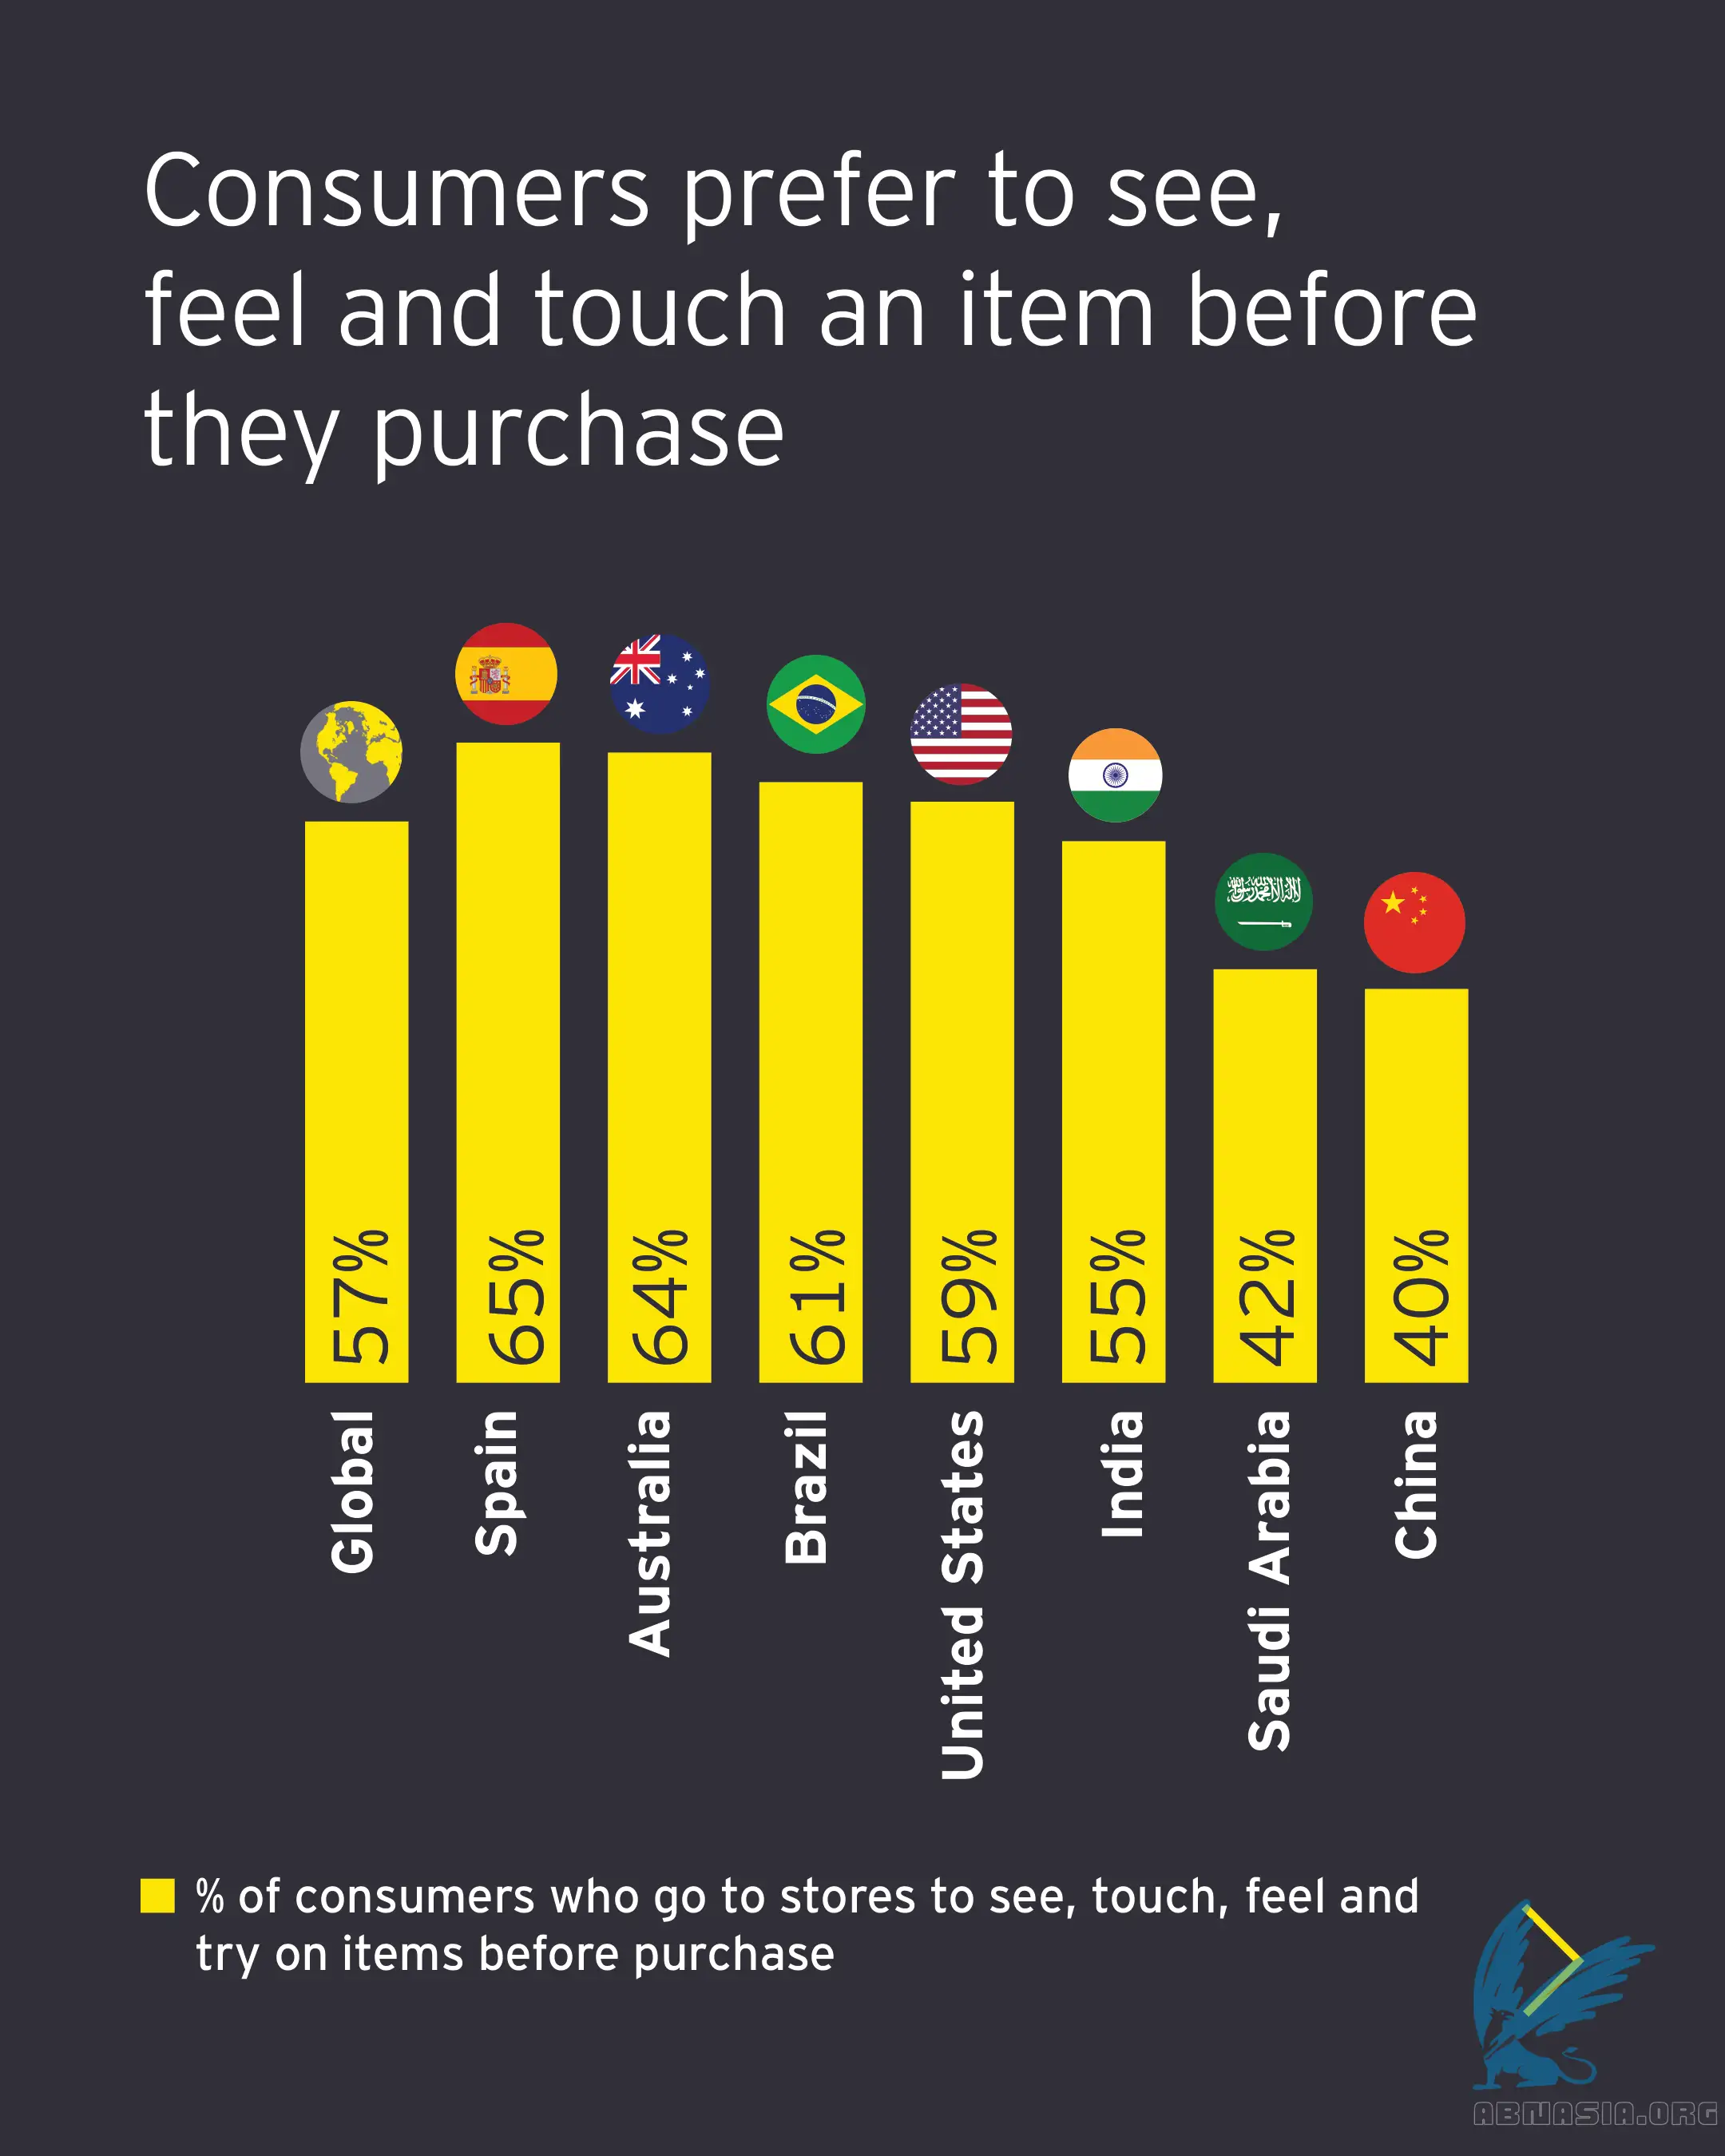 Consumers prefer to see,
feel and touch an item before
they purchase
57%
65%
64%
61%
59%
55%
42%
40%
Global
Spain
Australia
Brazil
United States
India
Saudi Arabia
China
% of consumers who go to stores to see, touch, feel and
try on items before purchase
ABNASIA.ORG